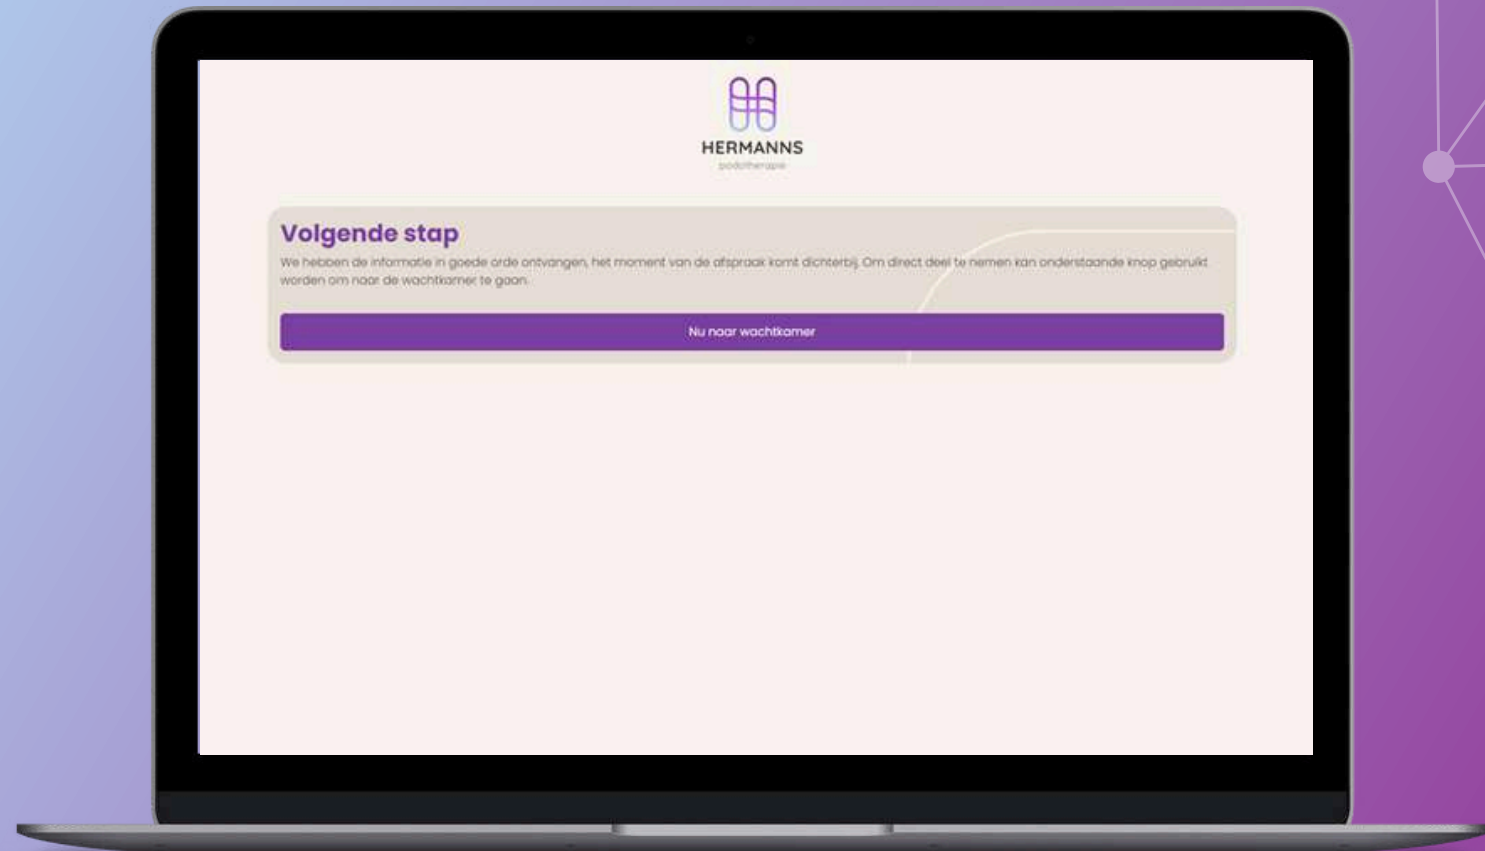 HERMANNS
podotherapie
Volgende stap
We hebben de informatie in goede orde ontvangen, het moment van de afspraak komt dichterbij. Om direct deel te nemen kan onderstaande knop gebruikt
worden om naar de wachtkamer te gaan.
Nu naar wachtkamer